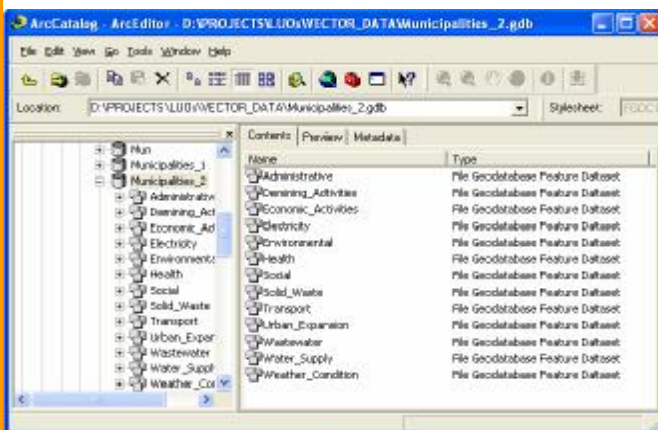 ArcCatalog - ArcEditor - D:\PROJECTS\LUOs\VECTOR_DATA\Municipalities_2.gdb
File Edit View Go Tools Window Help
Location: D:\PROJECTS\LUOs\VECTOR_DATA\Municipalities_2.gdb Stylesheet: FGDC
Contents Preview Metadata
Mun
Municipalities_1
Municipalities_2
Administrativ
Demining_Act
Economic_Act
Electricity
Environmenta
Health
Social
Solid_Waste
Transport
Urban_Expan
Wastewater
Water_Suppl
Weather_Con
Name Type
Administrative File Geodatabase Feature Dataset
Demining_Activities File Geodatabase Feature Dataset
Economic_Activities File Geodatabase Feature Dataset
Electricity File Geodatabase Feature Dataset
Environmental File Geodatabase Feature Dataset
Health File Geodatabase Feature Dataset
Social File Geodatabase Feature Dataset
Solid_Waste File Geodatabase Feature Dataset
Transport File Geodatabase Feature Dataset
Urban_Expansion File Geodatabase Feature Dataset
Wastewater File Geodatabase Feature Dataset
Water_Supply File Geodatabase Feature Dataset
Weather_Condition File Geodatabase Feature Dataset